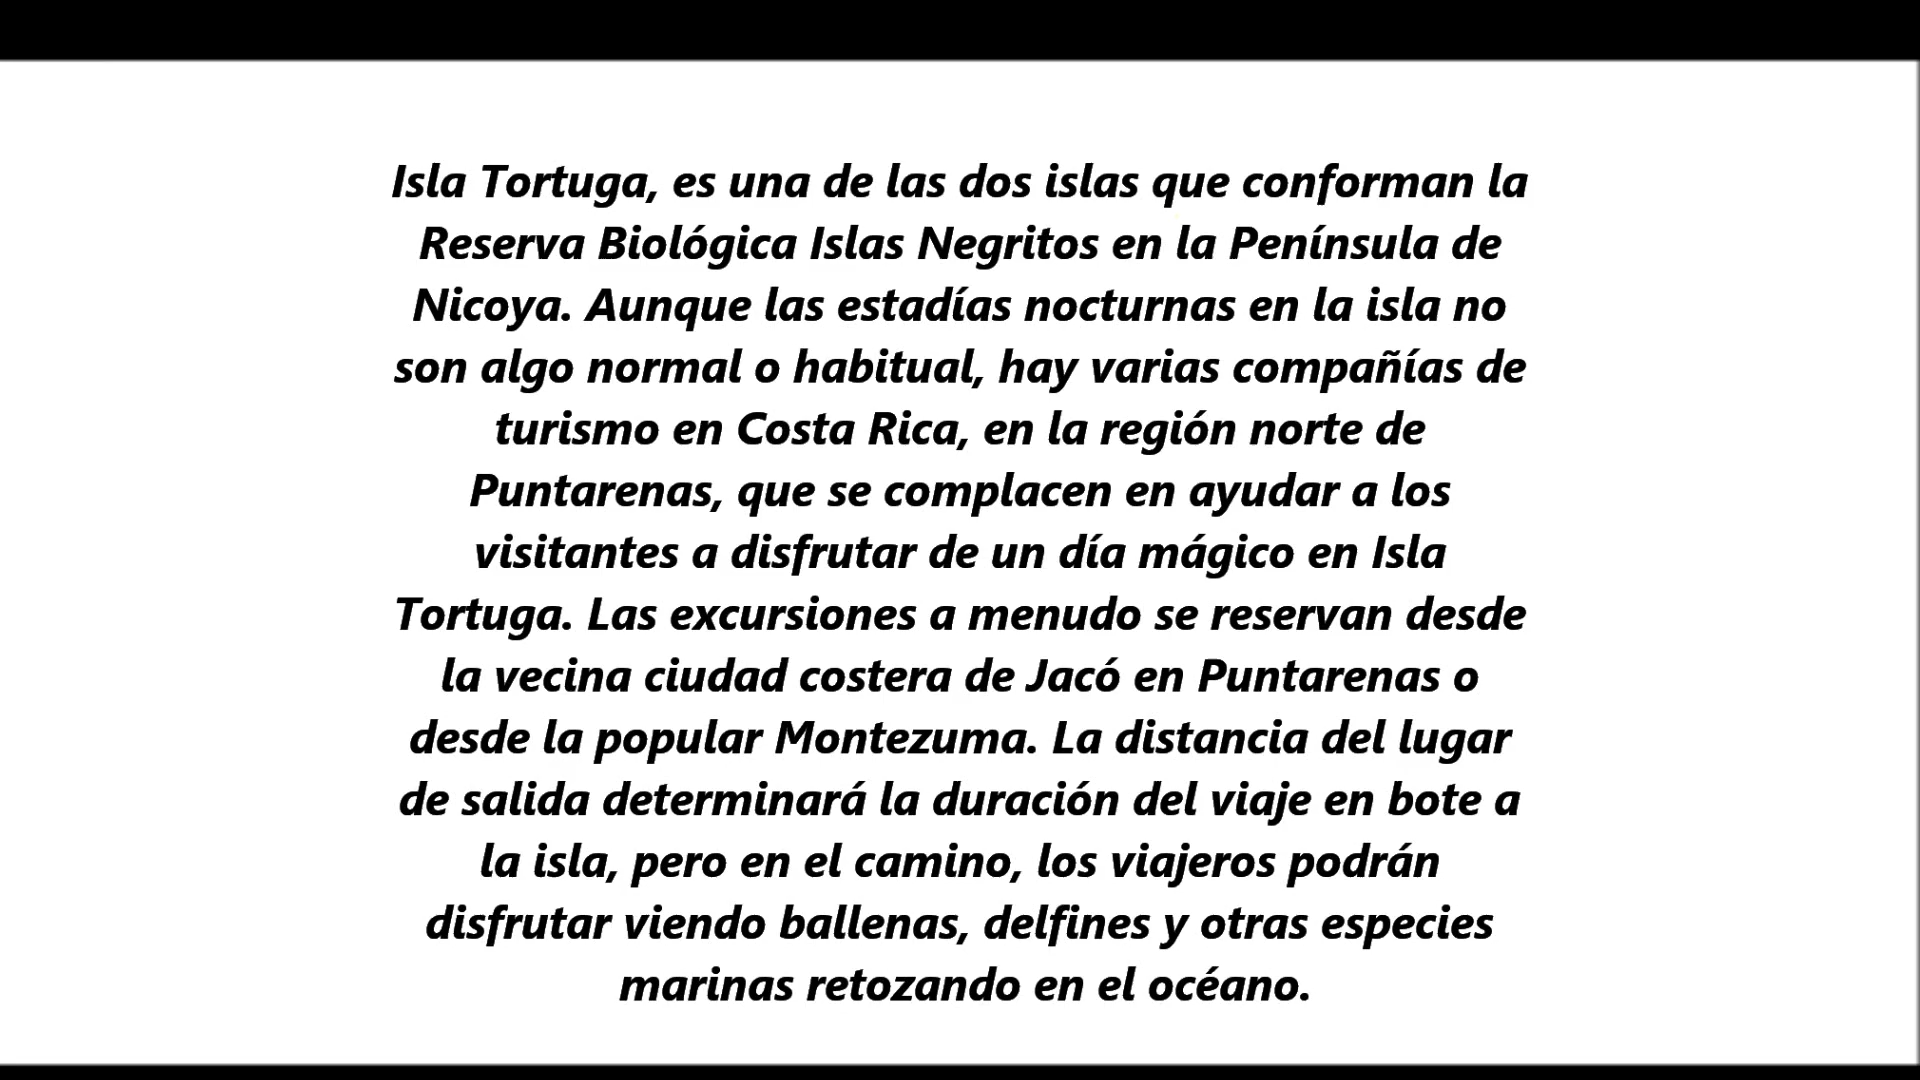 Isla Tortuga, es una de las dos islas que conforman la
Reserva Biológica Islas Negritos en la Península de
Nicoya. Aunque las estadías nocturnas en la isla no
son algo normal o habitual, hay varias compañías de
turismo en Costa Rica, en la región norte de
Puntarenas, que se complacen en ayudar a los
visitantes a disfrutar de un día mágico en Isla
Tortuga. Las excursiones a menudo se reservan desde
la vecina ciudad costera de Jacó en Puntarenas o
desde la popular Montezuma. La distancia del lugar
de salida determinará la duración del viaje en bote a
la isla, pero en el camino, los viajeros podrán
disfrutar viendo ballenas, delfines y otras especies
marinas retozando en el océano.